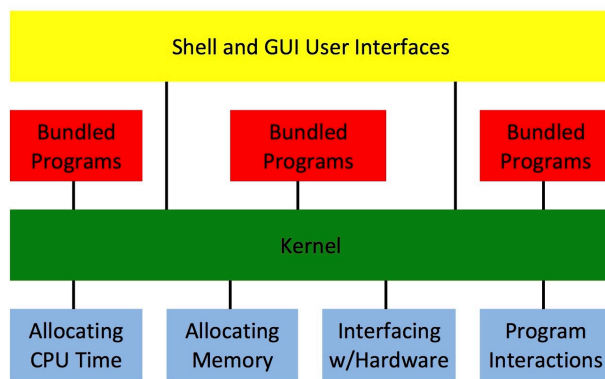 Shell and GUI User Interfaces
Bundled
Programs
Bundled
Programs
Bundled
Programs
Kernel
Allocating
CPU Time
Allocating
Memory
Interfacing
w/Hardware
Program
Interactions